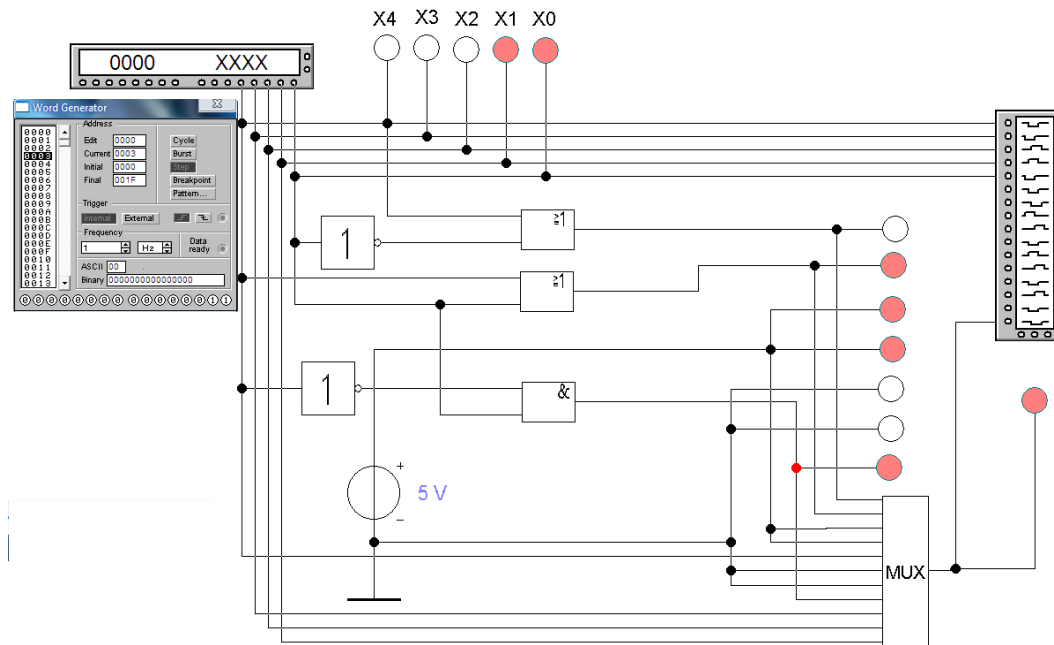 X4 X3 X2 X1 X0
0000 XXXX
Word Generator
Address
0000
0001
0002
0003
0004
0005
0006
0007
0008
0009
000A
000B
000C
000D
000E
000F
0010
0011
0012
0013
Edit 0000 Cycle
Current 0003 Burst
Initial 0000 Step
Final 001F Breakpoint
Pattern...
Trigger
Internal External
Frequency
1 Hz Data
ready
ASCII 00
Binary 0000000000000000
0000000000000011
1
≥1
≥1
1
&
+
5 V
−
MUX